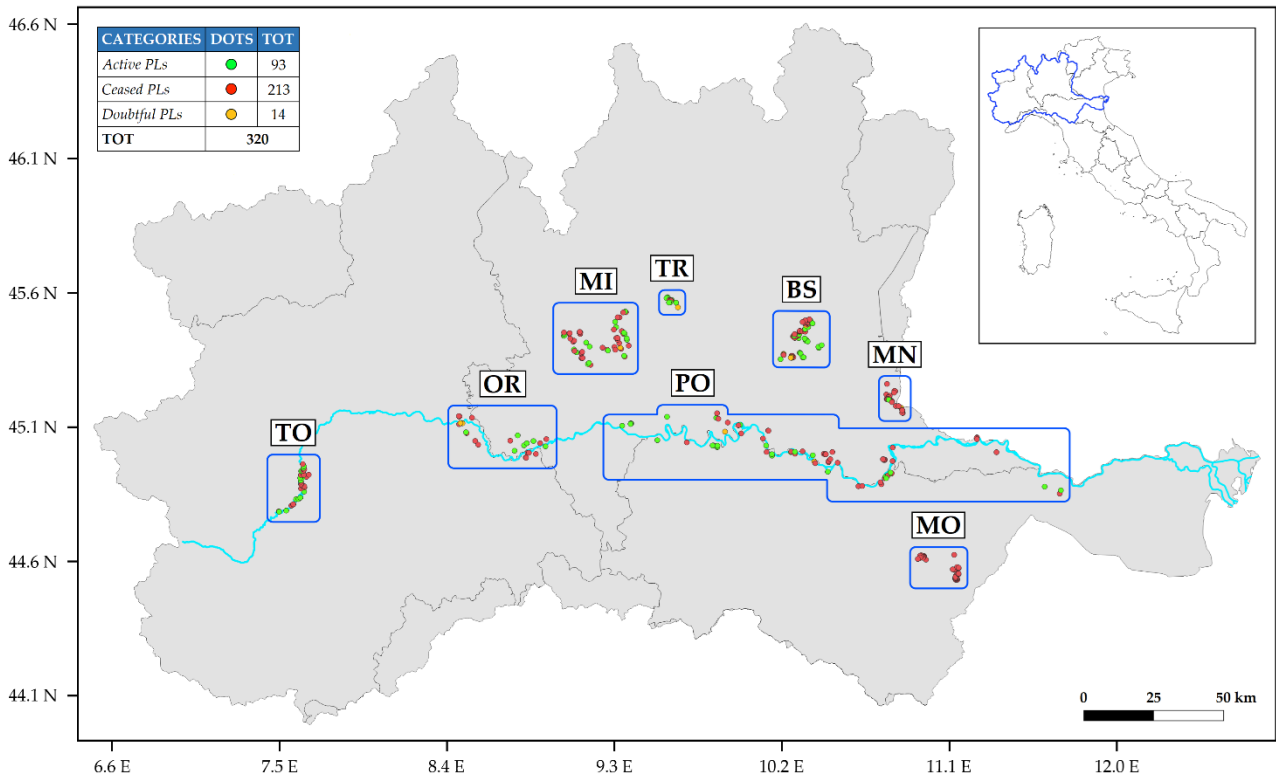 46.6 N
CATEGORIES DOTS TOT
Active PLs 93
Ceased PLs 213
Doubtful PLs 14
TOT 320
46.1 N
45.6 N
MI
TR
BS
MN
OR
PO
45.1 N
TO
MO
44.6 N
44.1 N
0 25 50 km
6.6 E 7.5 E 8.4 E 9.3 E 10.2 E 11.1 E 12.0 E